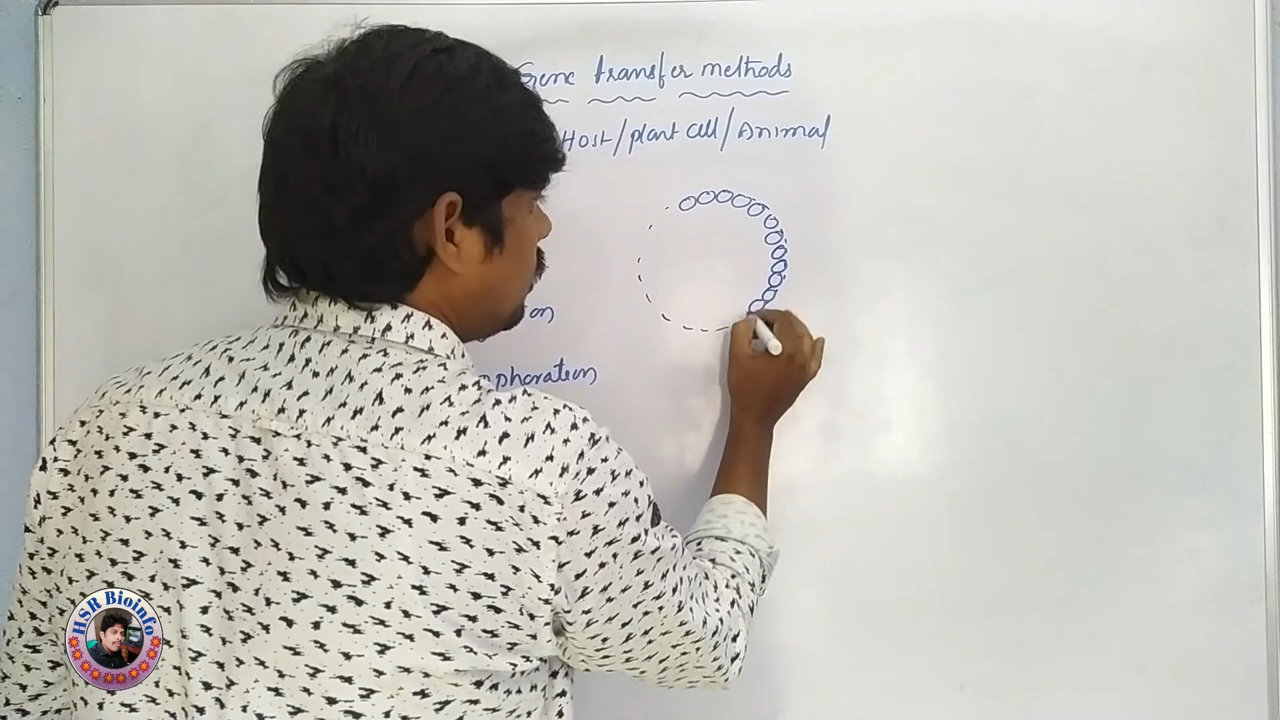 Gene transfer methods
Host/plant cell/Animal
HSR Bioinfo